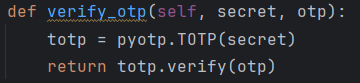 def verify_otp(self, secret, otp):
    totp = pyotp.TOTP(secret)
    return totp.verify(otp)